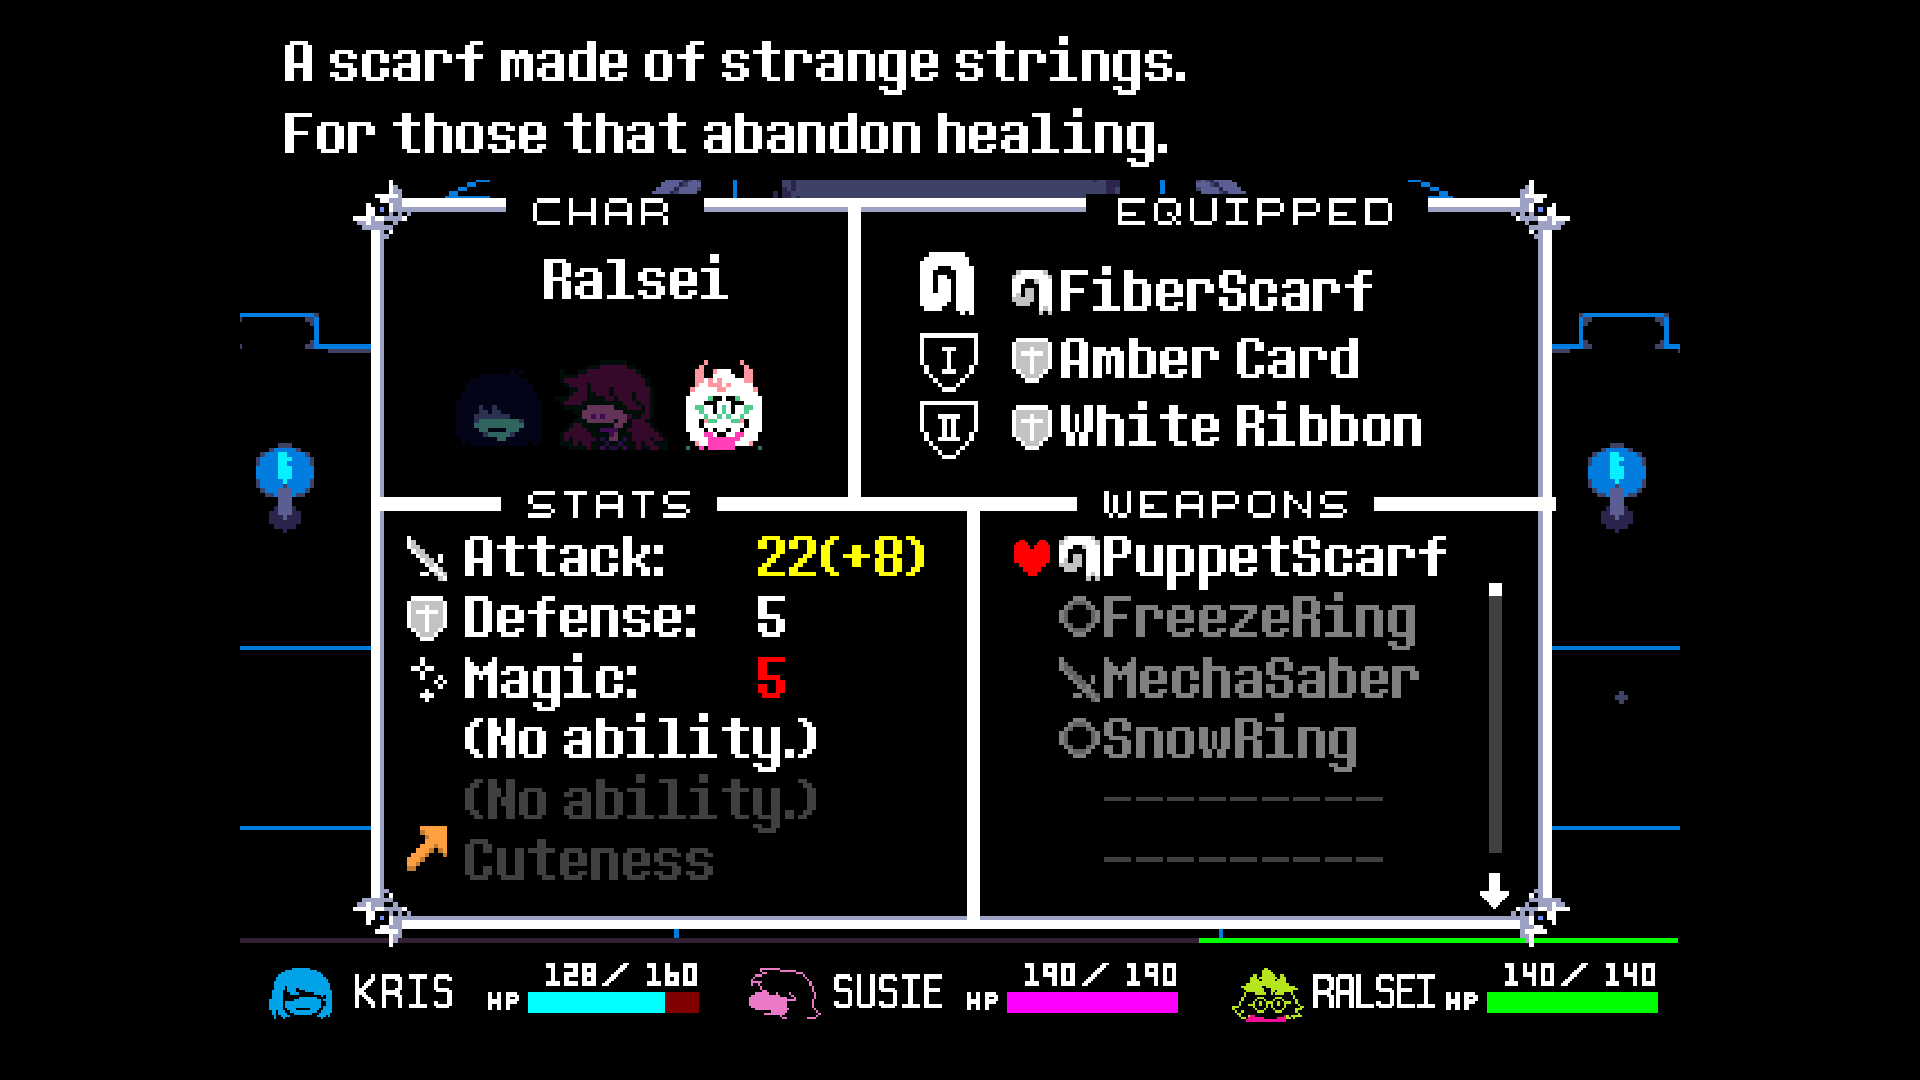 A scarf made of strange strings.
For those that abandon healing.
CHAR
EQUIPPED
Ralsei
FiberScarf
I Amber Card
II White Ribbon
STATS
WEAPONS
Attack: 22(+8)
Defense: 5
Magic: 5
(No ability.)
(No ability.)
Cuteness
PuppetScarf
FreezeRing
MechaSaber
SnowRing
---------
---------
KRIS HP 128/ 160
SUSIE HP 190/ 190
RALSEI HP 140/ 140